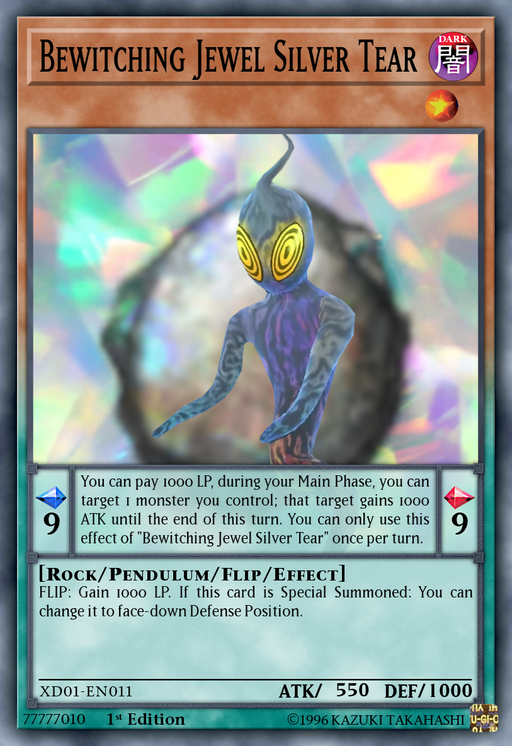 Bewitching Jewel Silver Tear
DARK
闇
You can pay 1000 LP, during your Main Phase, you can
target 1 monster you control; that target gains 1000
ATK until the end of this turn. You can only use this
effect of "Bewitching Jewel Silver Tear" once per turn.
9
9
[Rock/Pendulum/Flip/Effect]
FLIP: Gain 1000 LP. If this card is Special Summoned: You can
change it to face-down Defense Position.
XD01-EN011
ATK/ 550 DEF/1000
77777010 1st Edition ©1996 KAZUKI TAKAHASHI